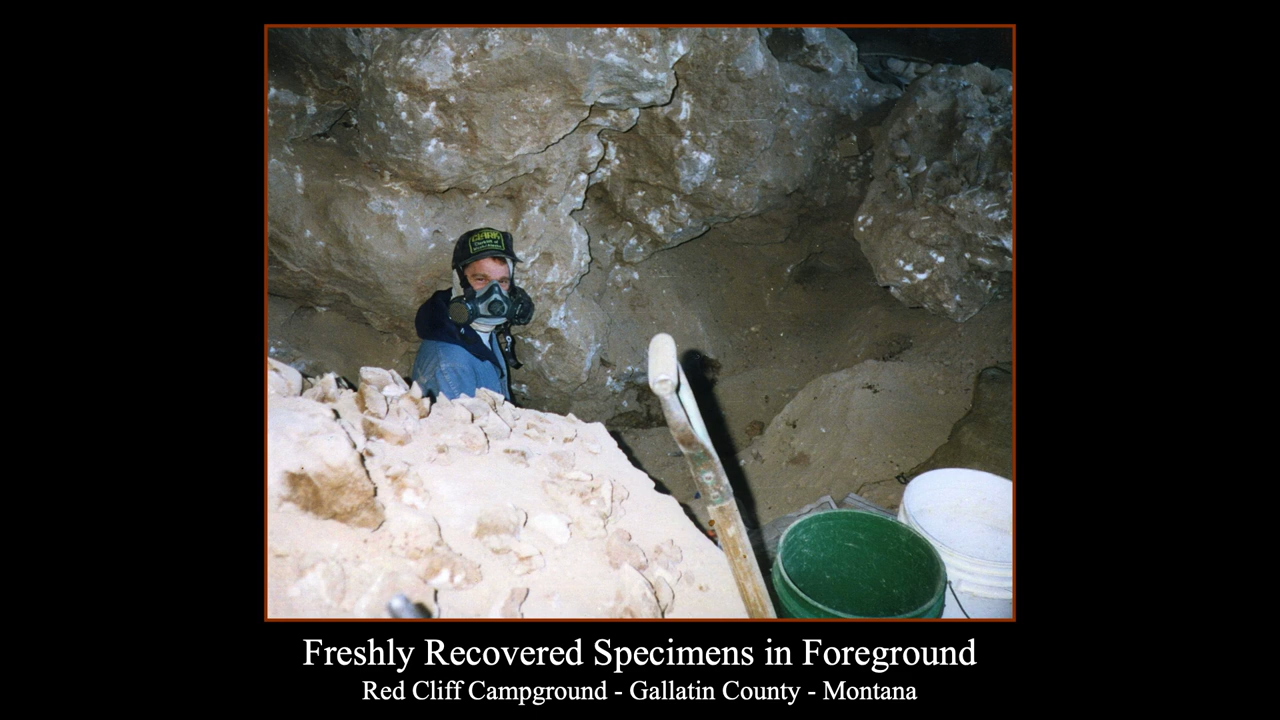 Freshly Recovered Specimens in Foreground
Red Cliff Campground - Gallatin County - Montana